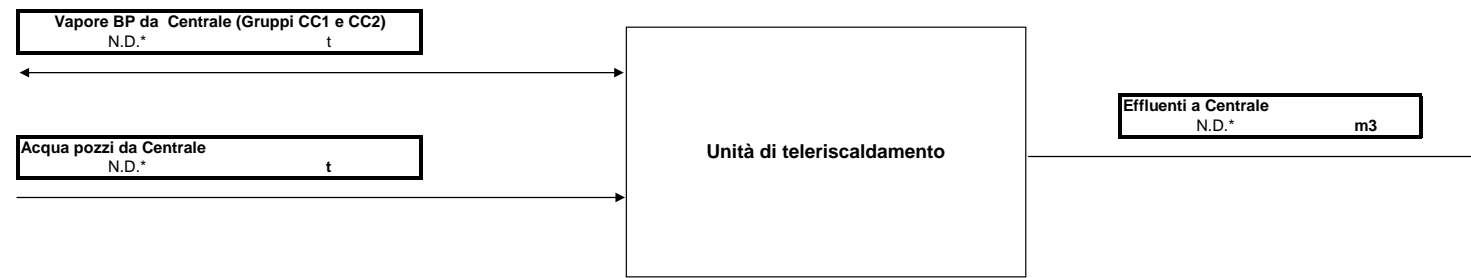 Vapore BP da  Centrale (Gruppi CC1 e CC2)
N.D.* t
Acqua pozzi da Centrale
N.D.* t
Unità di teleriscaldamento
Effluenti a Centrale
N.D.* m3